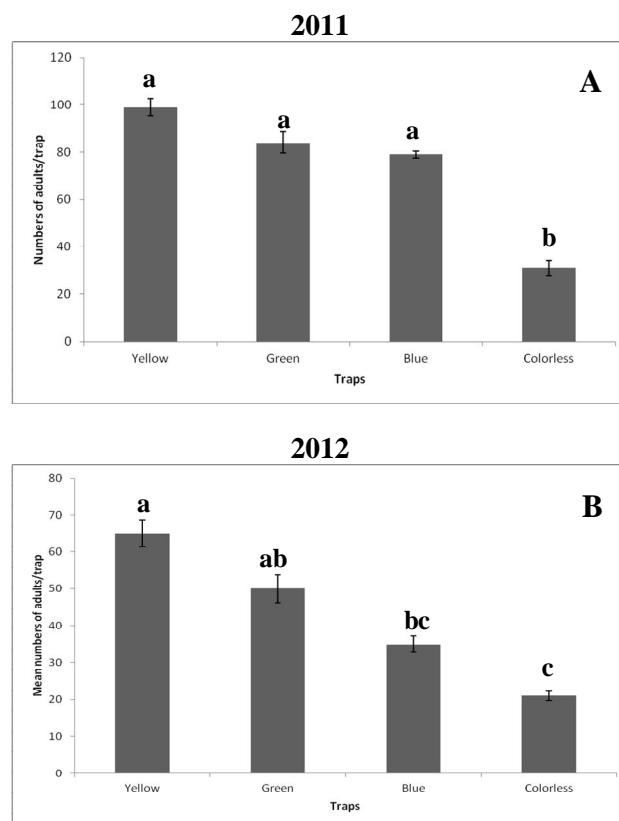 2011
A
Numbers of adults/trap
120
100
80
60
40
20
0
a
a
a
b
Yellow Green Blue Colorless
Traps
2012
B
Mean numbers of adults/trap
80
70
60
50
40
30
20
10
0
a
ab
bc
c
Yellow Green Blue Colorless
Traps